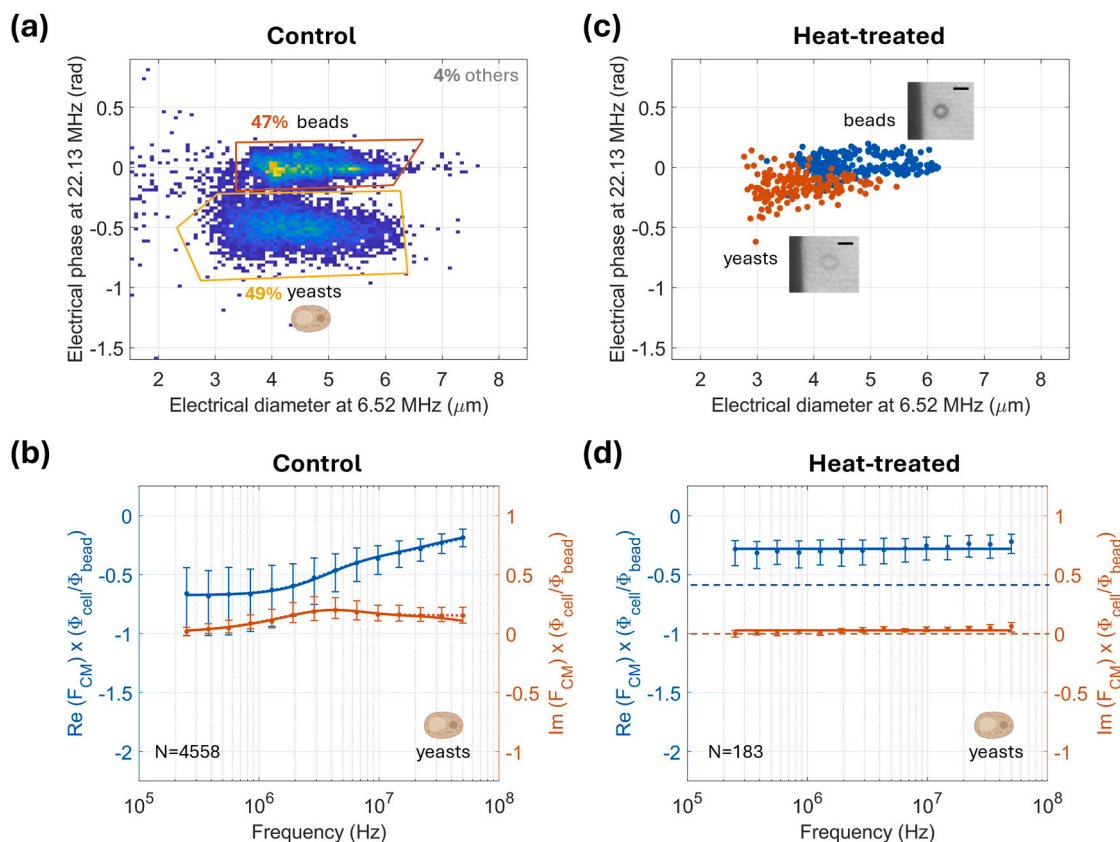 (a)
Control
Electrical phase at 22.13 MHz (rad)
0.5
0
-0.5
-1
-1.5
4% others
47% beads
49% yeasts
2 3 4 5 6 7 8
Electrical diameter at 6.52 MHz (μm)
(c)
Heat-treated
Electrical phase at 22.13 MHz (rad)
0.5
0
-0.5
-1
-1.5
beads
yeasts
2 3 4 5 6 7 8
Electrical diameter at 6.52 MHz (μm)
(b)
Control
Re (F_CM) x (Φ_cell/Φ_bead)
0
-0.5
-1
-1.5
-2
Im (F_CM) x (Φ_cell/Φ_bead)
1
0.5
0
-0.5
-1
N=4558
yeasts
10^5 10^6 10^7 10^8
Frequency (Hz)
(d)
Heat-treated
Re (F_CM) x (Φ_cell/Φ_bead)
0
-0.5
-1
-1.5
-2
Im (F_CM) x (Φ_cell/Φ_bead)
1
0.5
0
-0.5
-1
N=183
yeasts
10^5 10^6 10^7 10^8
Frequency (Hz)